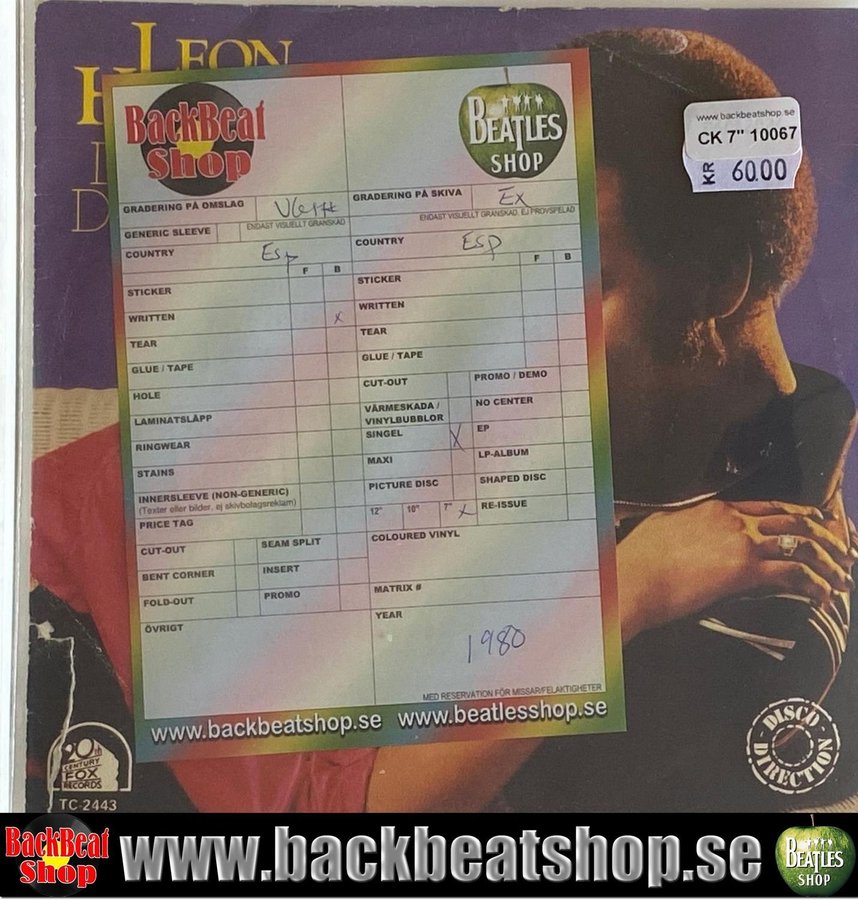 LEON
BackBeat
Shop
BEATLES
SHOP
www.backbeatshop.se
CK 7" 10067
KR 60.00
GRADERING PÅ OMSLAG
ENDAST VISUELLT GRANSKAD
GENERIC SLEEVE
COUNTRY Esp
F B
STICKER
WRITTEN x
TEAR
GLUE / TAPE
HOLE
LAMINATSLÄPP
RINGWEAR
STAINS
INNERSLEEVE (NON-GENERIC)
(Texter eller bilder, ej skivbolagsreklam)
PRICE TAG
CUT-OUT SEAM SPLIT
BENT CORNER INSERT
FOLD-OUT PROMO
ÖVRIGT
GRADERING PÅ SKIVA Ex
ENDAST VISUELLT GRANSKAD, EJ PROVSPELAD
COUNTRY ESP
F B
STICKER
WRITTEN
TEAR
GLUE / TAPE
CUT-OUT PROMO / DEMO
VÄRMESKADA / NO CENTER
VINYLBUBBLOR
SINGEL X EP
MAXI LP-ALBUM
PICTURE DISC SHAPED DISC
12" 10" 7" x RE-ISSUE
COLOURED VINYL
MATRIX #
YEAR
1980
MED RESERVATION FÖR MISSAR/FELAKTIGHETER
www.backbeatshop.se www.beatlesshop.se
20th
CENTURY
FOX
RECORDS
TC-2443
DISCO
DIRECTION
BackBeat
Shop
www.backbeatshop.se
BEATLES
SHOP